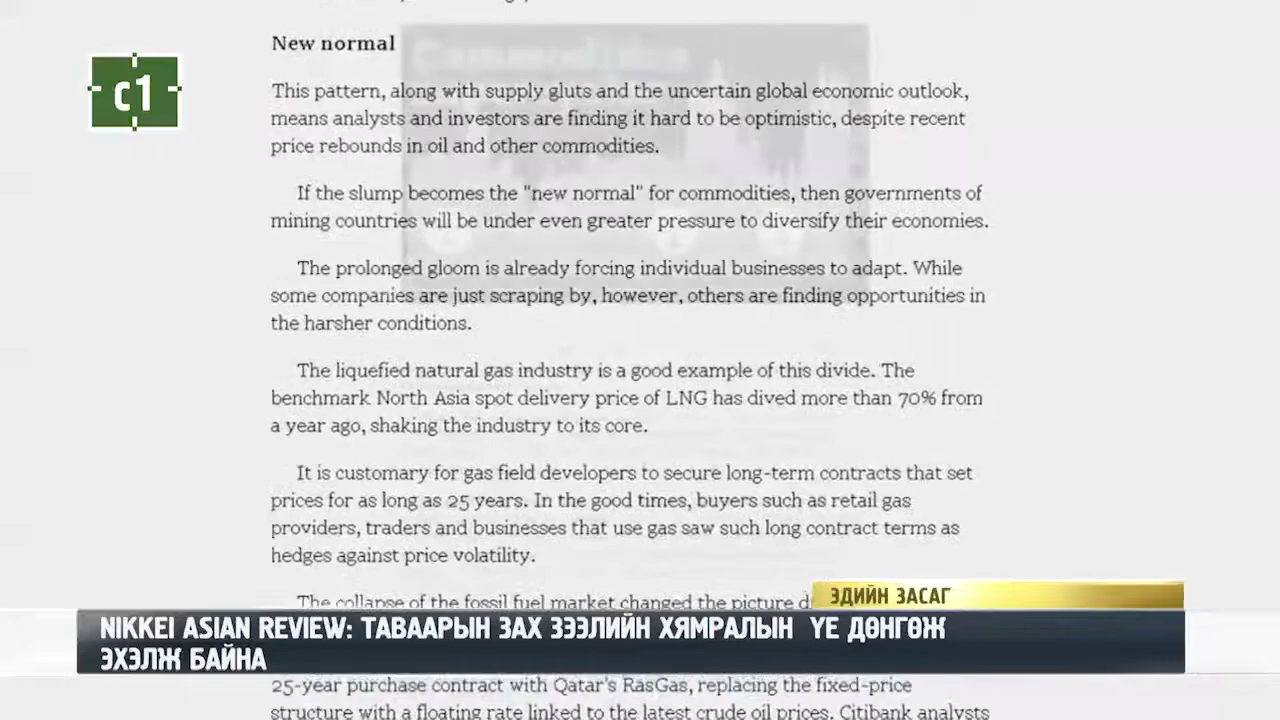 c1
New normal
This pattern, along with supply gluts and the uncertain global economic outlook,
means analysts and investors are finding it hard to be optimistic, despite recent
price rebounds in oil and other commodities.
If the slump becomes the "new normal" for commodities, then governments of
mining countries will be under even greater pressure to diversify their economies.
The prolonged gloom is already forcing individual businesses to adapt. While
some companies are just scraping by, however, others are finding opportunities in
the harsher conditions.
The liquefied natural gas industry is a good example of this divide. The
benchmark North Asia spot delivery price of LNG has dived more than 70% from
a year ago, shaking the industry to its core.
It is customary for gas field developers to secure long-term contracts that set
prices for as long as 25 years. In the good times, buyers such as retail gas
providers, traders and businesses that use gas saw such long contract terms as
hedges against price volatility.
The collapse of the fossil fuel market changed the picture
ЭДИЙН ЗАСАГ
NIKKEI ASIAN REVIEW: ТАВААРЫН ЗАХ ЗЭЭЛИЙН ХЯМРАЛЫН ҮЕ ДӨНГӨЖ
ЭХЭЛЖ БАЙНА
25-year purchase contract with Qatar's RasGas, replacing the fixed-price
structure with a floating rate linked to the latest crude oil prices. Citibank analysts